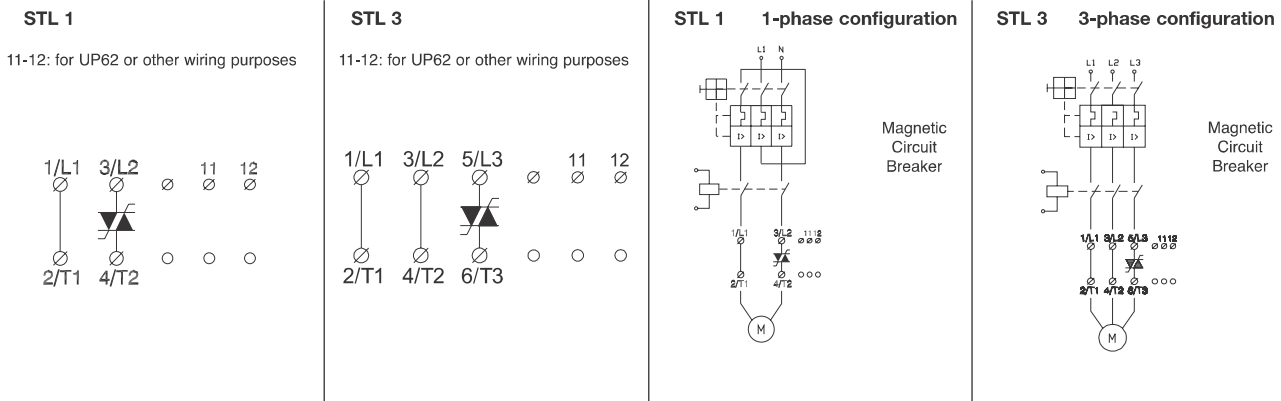 STL 1
11-12: for UP62 or other wiring purposes
1/L1 3/L2 11 12
2/T1 4/T2
STL 3
11-12: for UP62 or other wiring purposes
1/L1 3/L2 5/L3 11 12
2/T1 4/T2 6/T3
STL 1 1-phase configuration
L1 N
I> I> I>
Magnetic
Circuit
Breaker
1/L1 3/L2 11 12
2/T1 4/T2
M
STL 3 3-phase configuration
L1 L2 L3
I> I> I>
Magnetic
Circuit
Breaker
1/L1 3/L2 5/L3 11 12
2/T1 4/T2 6/T3
M